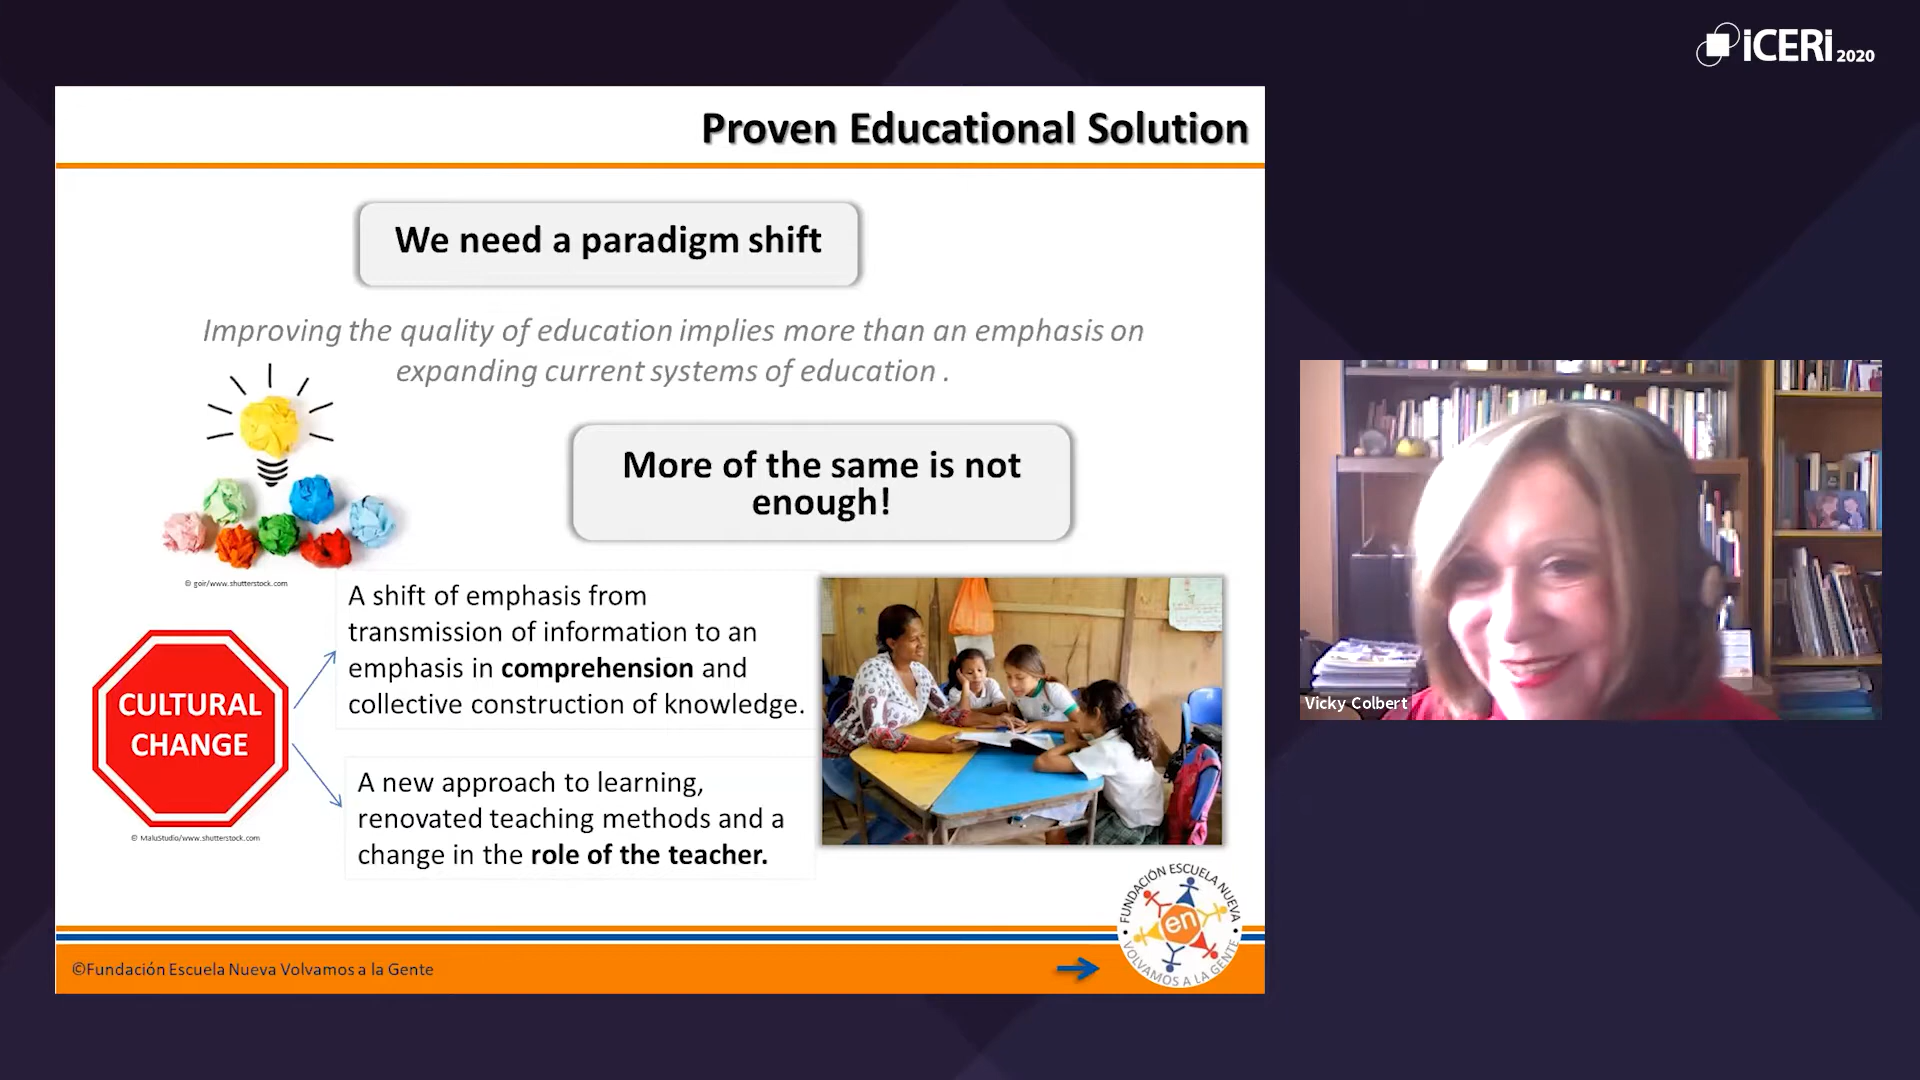 iCERi 2020
Proven Educational Solution
We need a paradigm shift
Improving the quality of education implies more than an emphasis on
expanding current systems of education .
More of the same is not
enough!
© goir/www.shutterstock.com
A shift of emphasis from
transmission of information to an
emphasis in comprehension and
collective construction of knowledge.
CULTURAL
CHANGE
© MaluStudio/www.shutterstock.com
A new approach to learning,
renovated teaching methods and a
change in the role of the teacher.
Vicky Colbert
FUNDACIÓN ESCUELA NUEVA
en
VOLVAMOS A LA GENTE
©Fundación Escuela Nueva Volvamos a la Gente